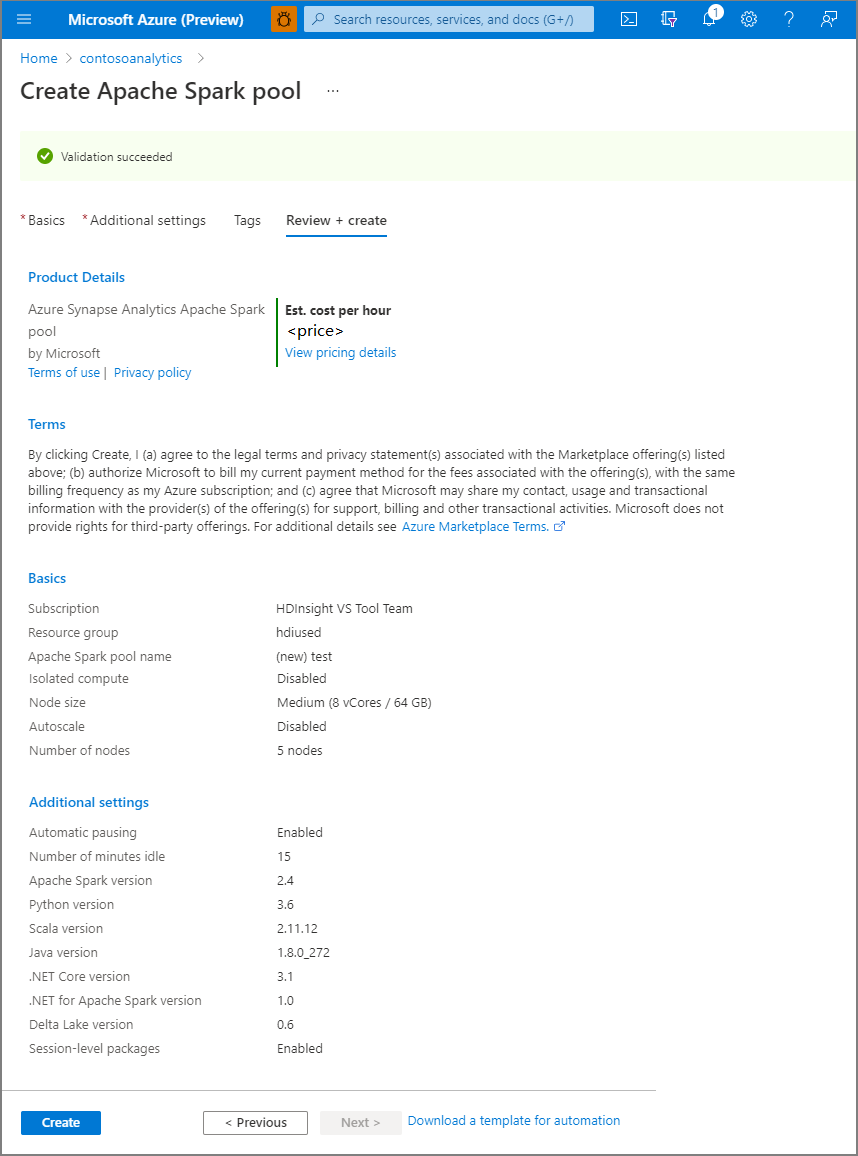 Microsoft Azure (Preview)
Search resources, services, and docs (G+/)
1
Home > contosoanalytics >
Create Apache Spark pool ...
Validation succeeded
* Basics * Additional settings Tags Review + create
Product Details
Azure Synapse Analytics Apache Spark
pool
by Microsoft
Terms of use | Privacy policy
Est. cost per hour
<price>
View pricing details
Terms
By clicking Create, I (a) agree to the legal terms and privacy statement(s) associated with the Marketplace offering(s) listed
above; (b) authorize Microsoft to bill my current payment method for the fees associated with the offering(s), with the same
billing frequency as my Azure subscription; and (c) agree that Microsoft may share my contact, usage and transactional
information with the provider(s) of the offering(s) for support, billing and other transactional activities. Microsoft does not
provide rights for third-party offerings. For additional details see Azure Marketplace Terms.
Basics
Subscription HDInsight VS Tool Team
Resource group hdiused
Apache Spark pool name (new) test
Isolated compute Disabled
Node size Medium (8 vCores / 64 GB)
Autoscale Disabled
Number of nodes 5 nodes
Additional settings
Automatic pausing Enabled
Number of minutes idle 15
Apache Spark version 2.4
Python version 3.6
Scala version 2.11.12
Java version 1.8.0_272
.NET Core version 3.1
.NET for Apache Spark version 1.0
Delta Lake version 0.6
Session-level packages Enabled
Create < Previous Next > Download a template for automation